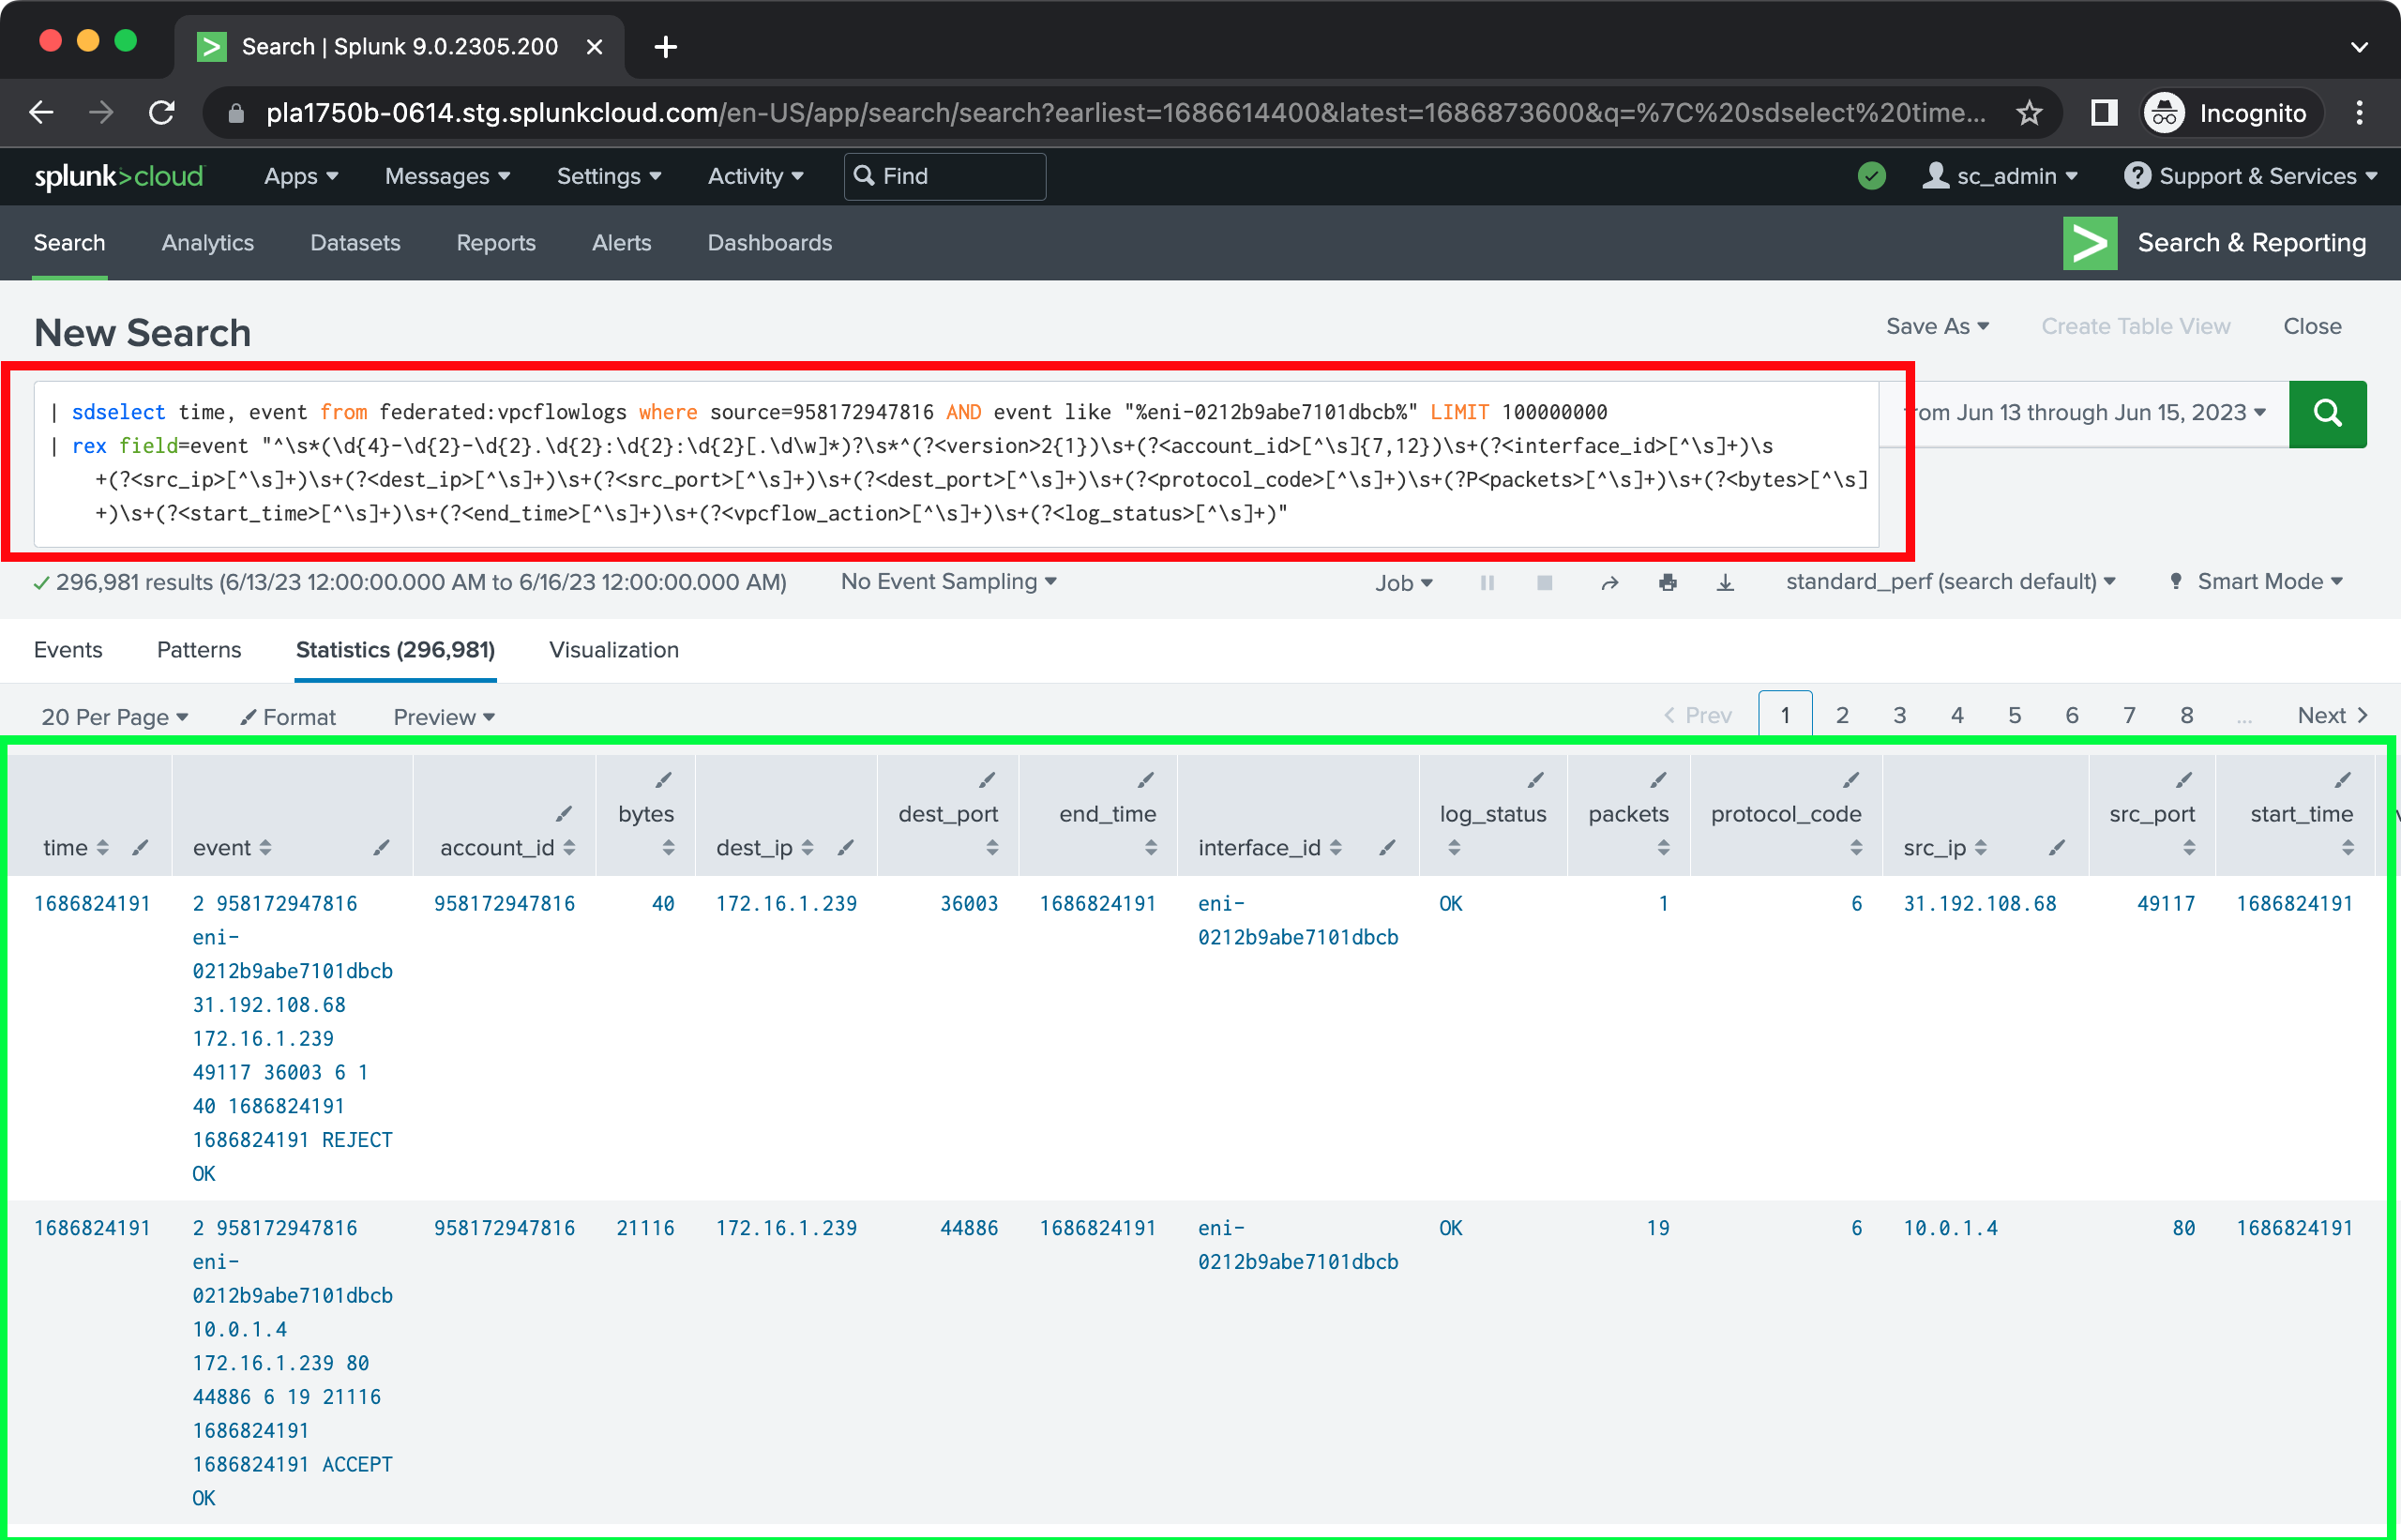 Search | Splunk 9.0.2305.200
pla1750b-0614.stg.splunkcloud.com/en-US/app/search/search?earliest=1686614400&latest=1686873600&q=%7C%20sdselect%20time...
Incognito
splunk>cloud Apps Messages Settings Activity Find sc_admin Support & Services
Search Analytics Datasets Reports Alerts Dashboards Search & Reporting
New Search
Save As Create Table View Close
| sdselect time, event from federated:vpcflowlogs where source=958172947816 AND event like "%eni-0212b9abe7101dbcb%" LIMIT 100000000
| rex field=event "^\s*(\d{4}-\d{2}-\d{2}.\d{2}:\d{2}:\d{2}[.\d\w]*)?\s*^(?<version>2{1})\s+(?<account_id>[^\s]{7,12})\s+(?<interface_id>[^\s]+)\s
+(?<src_ip>[^\s]+)\s+(?<dest_ip>[^\s]+)\s+(?<src_port>[^\s]+)\s+(?<dest_port>[^\s]+)\s+(?<protocol_code>[^\s]+)\s+(?P<packets>[^\s]+)\s+(?<bytes>[^\s]
+)\s+(?<start_time>[^\s]+)\s+(?<end_time>[^\s]+)\s+(?<vpcflow_action>[^\s]+)\s+(?<log_status>[^\s]+)"
om Jun 13 through Jun 15, 2023
296,981 results (6/13/23 12:00:00.000 AM to 6/16/23 12:00:00.000 AM) No Event Sampling Job standard_perf (search default) Smart Mode
Events Patterns Statistics (296,981) Visualization
20 Per Page Format Preview Prev 1 2 3 4 5 6 7 8 ... Next
time event account_id bytes dest_ip dest_port end_time interface_id log_status packets protocol_code src_ip src_port start_time
1686824191 2 958172947816 958172947816 40 172.16.1.239 36003 1686824191 eni- OK 1 6 31.192.108.68 49117 1686824191
eni- 0212b9abe7101dbcb
0212b9abe7101dbcb
31.192.108.68
172.16.1.239
49117 36003 6 1
40 1686824191
1686824191 REJECT
OK
1686824191 2 958172947816 958172947816 21116 172.16.1.239 44886 1686824191 eni- OK 19 6 10.0.1.4 80 1686824191
eni- 0212b9abe7101dbcb
0212b9abe7101dbcb
10.0.1.4
172.16.1.239 80
44886 6 19 21116
1686824191
1686824191 ACCEPT
OK